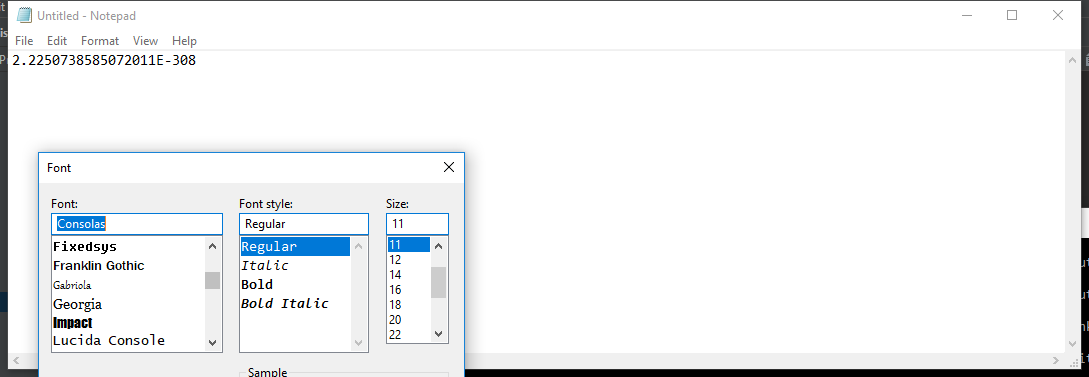 Untitled - Notepad
File Edit Format View Help
2.2250738585072011E-308
Font
Font: Font style: Size:
Consolas Regular 11
Fixedsys Regular 11
Franklin Gothic Italic 12
Gabriola Bold 14
Georgia Bold Italic 16
Impact 18
Lucida Console 20
22
Sample